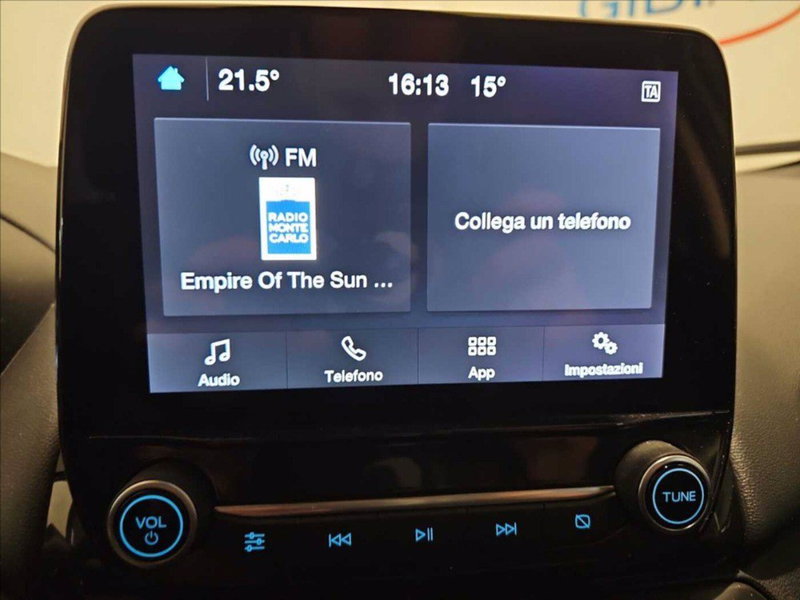 21.5° 16:13 15° TA
FM
RADIO
MONTE
CARLO
Empire Of The Sun ...
Collega un telefono
Audio Telefono App Impostazioni
VOL
TUNE